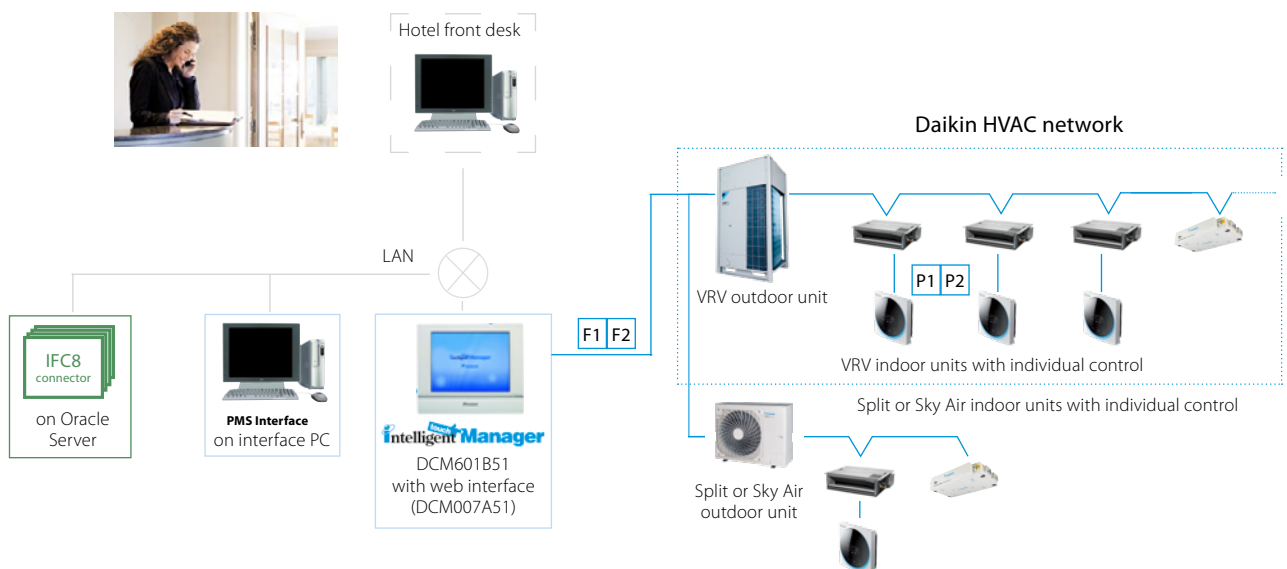 Hotel front desk
Daikin HVAC network
LAN
VRV outdoor unit
P1 P2
F1 F2
VRV indoor units with individual control
IFC8
connector
on Oracle
Server
PMS Interface
on interface PC
touch
intelligent Manager
DCM601B51
with web interface
(DCM007A51)
Split or Sky Air indoor units with individual control
Split or Sky Air
outdoor unit